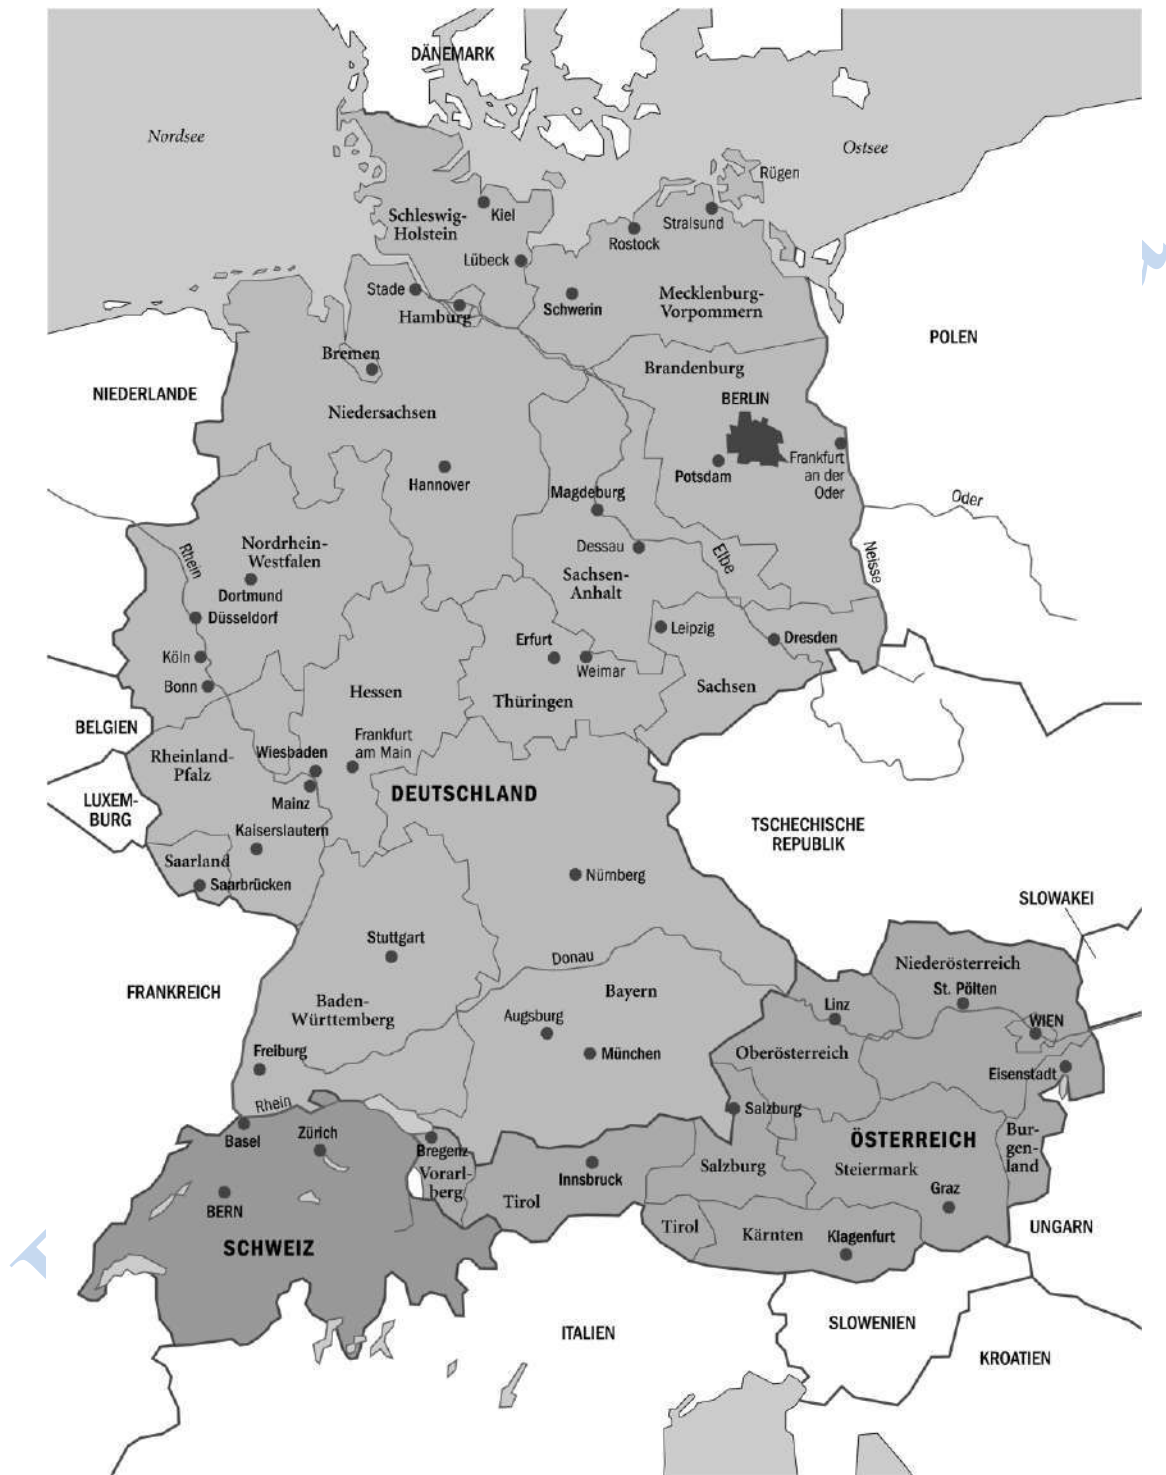 DÄNEMARK
Nordsee
Ostsee
Rügen
Kiel
Schleswig-
Holstein
Stralsund
Rostock
Lübeck
Stade
Hamburg
Schwerin
Mecklenburg-
Vorpommern
POLEN
Bremen
Brandenburg
NIEDERLANDE
BERLIN
Niedersachsen
Frankfurt
an der
Oder
Potsdam
Hannover
Magdeburg
Oder
Nordrhein-
Westfalen
Rhein
Dessau
Elbe
Neisse
Sachsen-
Anhalt
Dortmund
Düsseldorf
Leipzig
Dresden
Erfurt
Weimar
Köln
Bonn
Hessen
Thüringen
Sachsen
BELGIEN
Rheinland-
Pfalz
Wiesbaden
Frankfurt
am Main
Mainz
DEUTSCHLAND
LUXEM-
BURG
Kaiserslautern
TSCHECHISCHE
REPUBLIK
Saarland
Saarbrücken
Nürnberg
SLOWAKEI
Stuttgart
Donau
Niederösterreich
FRANKREICH
Baden-
Württemberg
Bayern
St. Pölten
Linz
Augsburg
WIEN
Freiburg
München
Oberösterreich
Eisenstadt
Rhein
Salzburg
Basel
Zürich
Bregenz
ÖSTERREICH
Bur-
gen-
land
Vorarl-
berg
Innsbruck
Salzburg
Steiermark
Tirol
Graz
BERN
Tirol
Kärnten
Klagenfurt
UNGARN
SCHWEIZ
ITALIEN
SLOWENIEN
KROATIEN